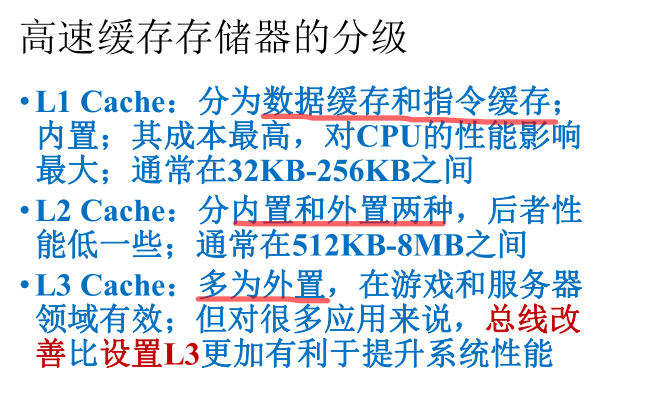 高速缓存存储器的分级
•L1 Cache：分为数据缓存和指令缓存；
内置；其成本最高，对CPU的性能影响
最大；通常在32KB-256KB之间
•L2 Cache：分内置和外置两种，后者性
能低一些；通常在512KB-8MB之间
•L3 Cache：多为外置，在游戏和服务器
领域有效；但对很多应用来说，总线改
善比设置L3更加有利于提升系统性能